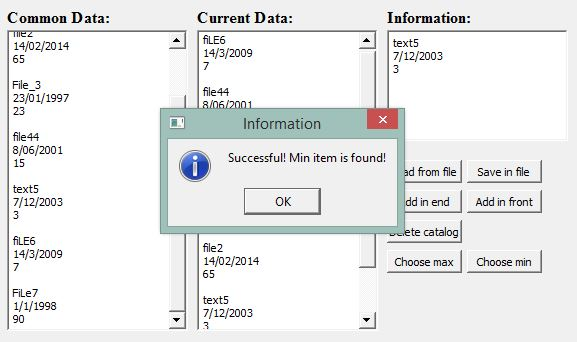 Common Data:
file2
14/02/2014
65
File_3
23/01/1997
23
file44
8/06/2001
15
text5
7/12/2003
3
fiLE6
14/3/2009
7
FiLe7
1/1/1998
90
Current Data:
fiLE6
14/3/2009
7
file44
8/06/2001
file2
14/02/2014
65
text5
7/12/2003
3
Information:
text5
7/12/2003
3
Information
Successful! Min item is found!
OK
from file
Save in file
in end
Add in front
catalog
Choose max
Choose min